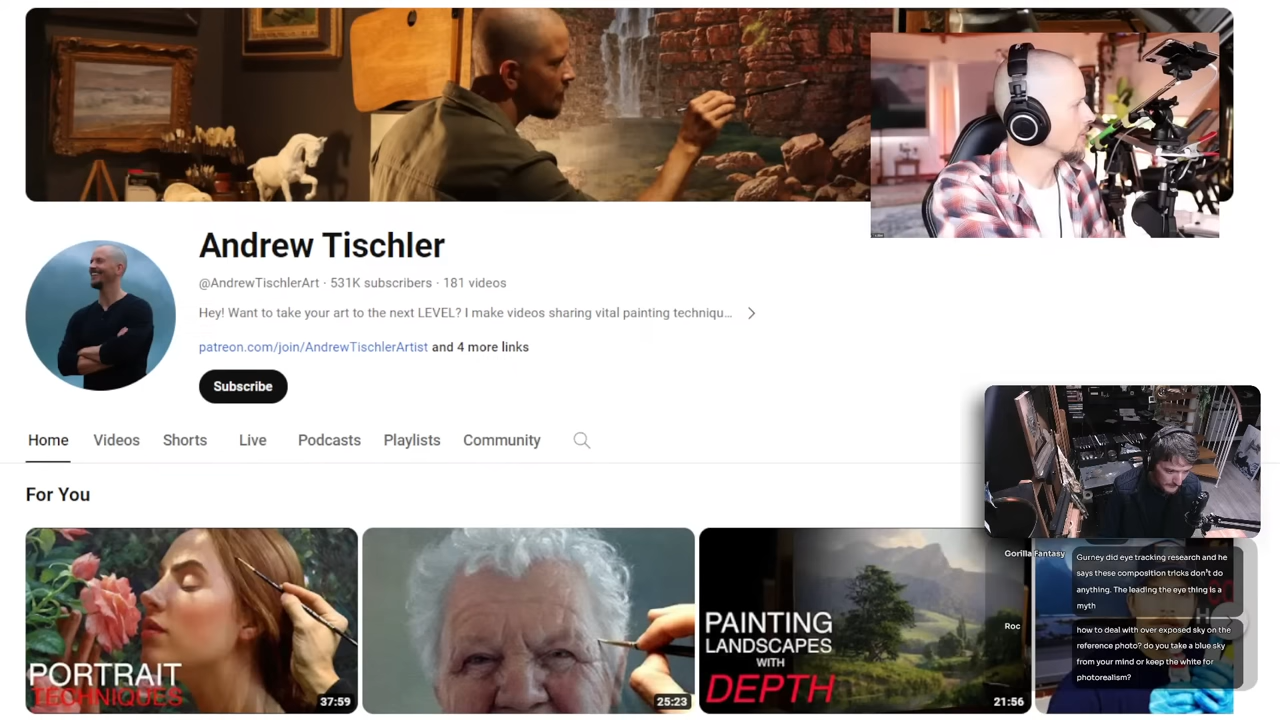 Andrew Tischler
@AndrewTischlerArt · 531K subscribers · 181 videos
Hey! Want to take your art to the next LEVEL? I make videos sharing vital painting techniqu...
patreon.com/join/AndrewTischlerArtist and 4 more links
Subscribe
Home Videos Shorts Live Podcasts Playlists Community
For You
PORTRAIT
TECHNIQUES
37:59
25:23
PAINTING
LANDSCAPES
WITH
DEPTH
21:56
Gorilla Fantasy
Gurney did eye tracking research and he
says these composition tricks don't do
anything. The leading the eye thing is a
myth
Roc
how to deal with over exposed sky on the
reference photo? do you take a blue sky
from your mind or keep the white for
photorealism?